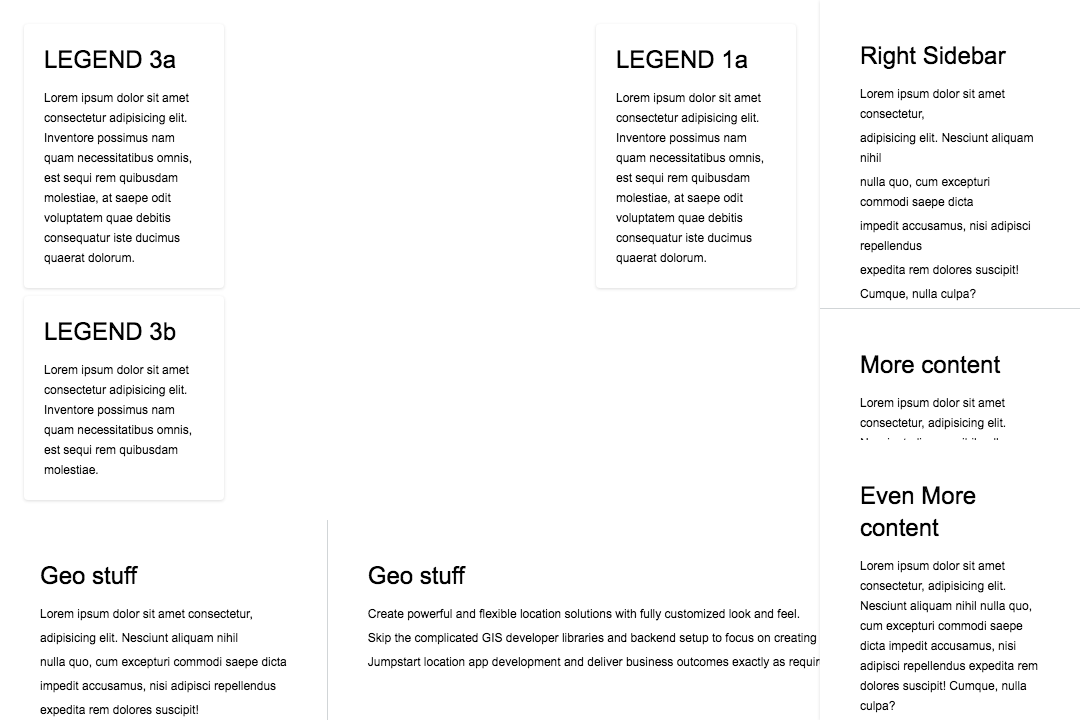 LEGEND 3a
Lorem ipsum dolor sit amet
consectetur adipisicing elit.
Inventore possimus nam
quam necessitatibus omnis,
est sequi rem quibusdam
molestiae, at saepe odit
voluptatem quae debitis
consequatur iste ducimus
quaerat dolorum.
LEGEND 3b
Lorem ipsum dolor sit amet
consectetur adipisicing elit.
Inventore possimus nam
quam necessitatibus omnis,
est sequi rem quibusdam
molestiae.
LEGEND 1a
Lorem ipsum dolor sit amet
consectetur adipisicing elit.
Inventore possimus nam
quam necessitatibus omnis,
est sequi rem quibusdam
molestiae, at saepe odit
voluptatem quae debitis
consequatur iste ducimus
quaerat dolorum.
Geo stuff
Lorem ipsum dolor sit amet consectetur,
adipisicing elit. Nesciunt aliquam nihil
nulla quo, cum excepturi commodi saepe dicta
impedit accusamus, nisi adipisci repellendus
expedita rem dolores suscipit!
Geo stuff
Create powerful and flexible location solutions with fully customized look and feel.
Skip the complicated GIS developer libraries and backend setup to focus on creating
Jumpstart location app development and deliver business outcomes exactly as
Right Sidebar
Lorem ipsum dolor sit amet
consectetur,
adipisicing elit. Nesciunt aliquam
nihil
nulla quo, cum excepturi
commodi saepe dicta
impedit accusamus, nisi adipisci
repellendus
expedita rem dolores suscipit!
Cumque, nulla culpa?
More content
Lorem ipsum dolor sit amet
consectetur, adipisicing elit.
Even More
content
Lorem ipsum dolor sit amet
consectetur, adipisicing elit.
Nesciunt aliquam nihil nulla quo,
cum excepturi commodi saepe
dicta impedit accusamus, nisi
adipisci repellendus expedita rem
dolores suscipit! Cumque, nulla
culpa?